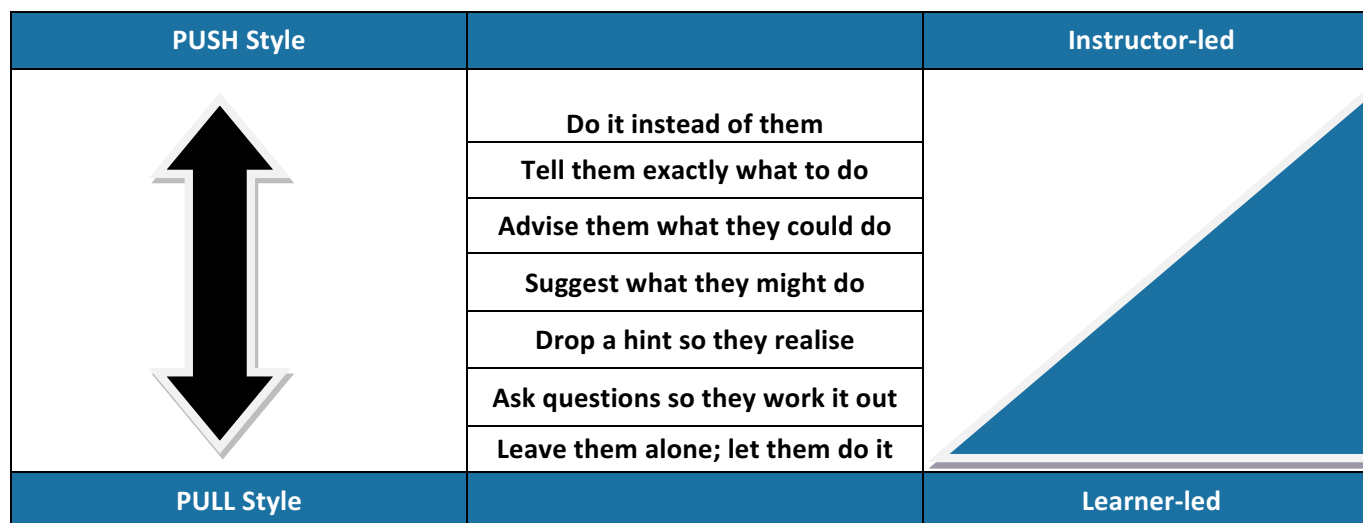 PUSH Style
Instructor-led
Do it instead of them
Tell them exactly what to do
Advise them what they could do
Suggest what they might do
Drop a hint so they realise
Ask questions so they work it out
Leave them alone; let them do it
PULL Style
Learner-led